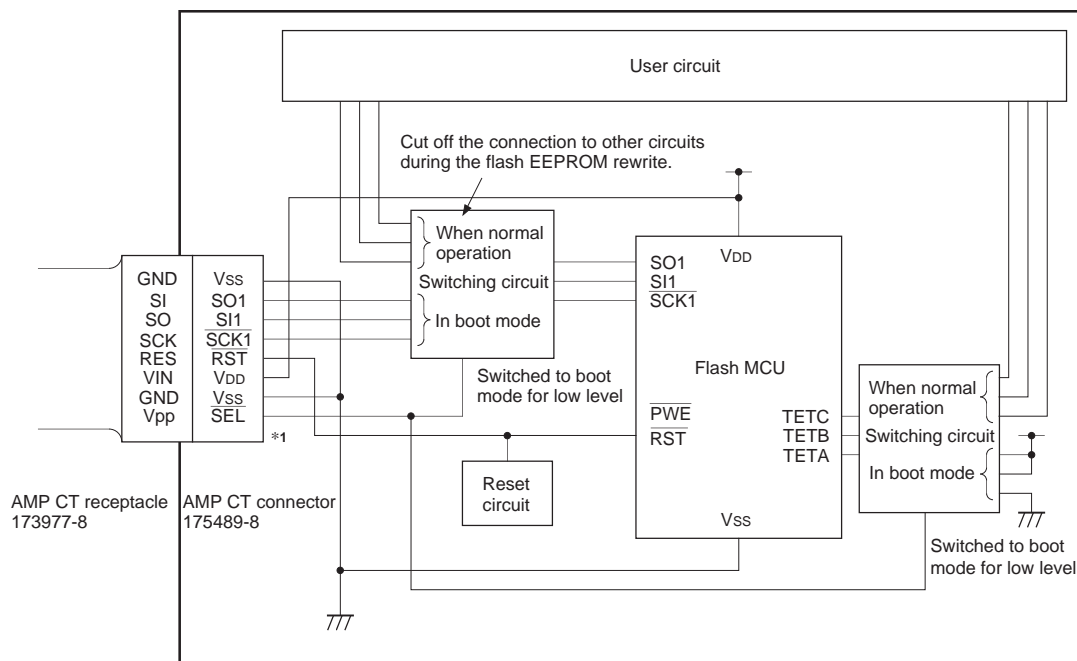 User circuit
Cut off the connection to other circuits
during the flash EEPROM rewrite.
When normal
operation
Switching circuit
In boot mode
Switched to boot
mode for low level
GND
SI
SO
SCK
RES
VIN
GND
Vpp
VSS
SO1
SI1
SCK1
RST
VDD
VSS
SEL
*1
AMP CT receptacle
173977-8
AMP CT connector
175489-8
Reset
circuit
VDD
SO1
SI1
SCK1
Flash MCU
PWE
RST
TETC
TETB
TETA
VSS
When normal
operation
Switching circuit
In boot mode
Switched to boot
mode for low level